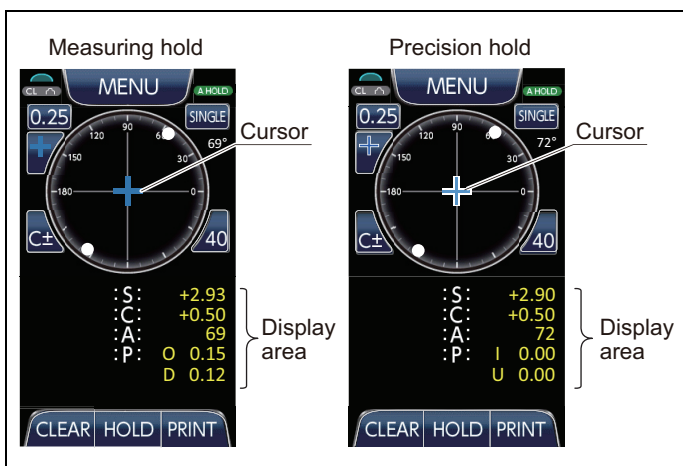 Measuring hold
CL
MENU
A HOLD
0.25
SINGLE
90
120
60
150
30
180
0
69°
Cursor
C±
40
:S: +2.93
:C: +0.50
:A: 69
:P: O 0.15
D 0.12
Display
area
CLEAR HOLD PRINT
Precision hold
CL
MENU
A HOLD
0.25
SINGLE
90
120
60
150
30
180
0
72°
Cursor
C±
40
:S: +2.90
:C: +0.50
:A: 72
:P: I 0.00
U 0.00
Display
area
CLEAR HOLD PRINT